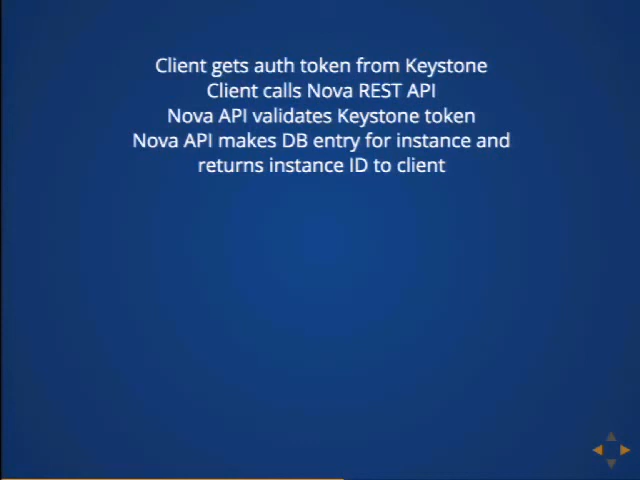 Client gets auth token from Keystone
Client calls Nova REST API
Nova API validates Keystone token
Nova API makes DB entry for instance and
returns instance ID to client